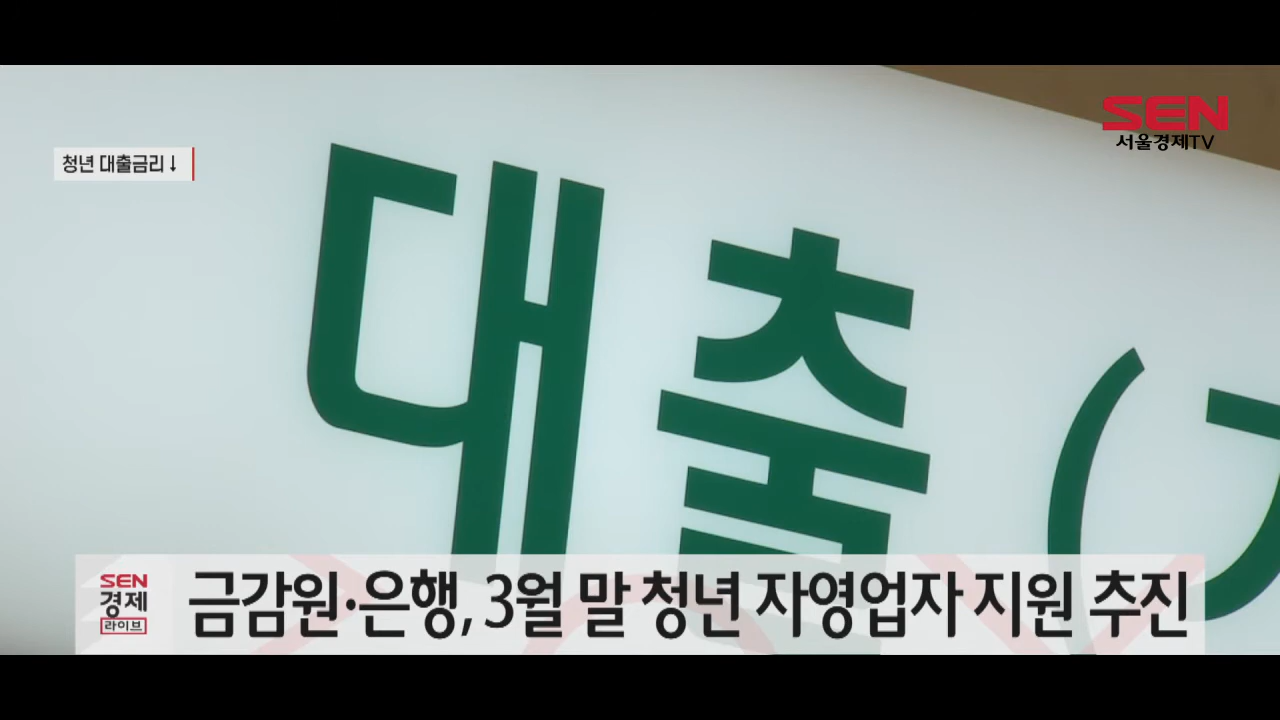 SEN
서울경제TV
청년 대출금리↓
대출 (
SEN
경제
라이브
금감원·은행, 3월 말 청년 자영업자 지원 추진